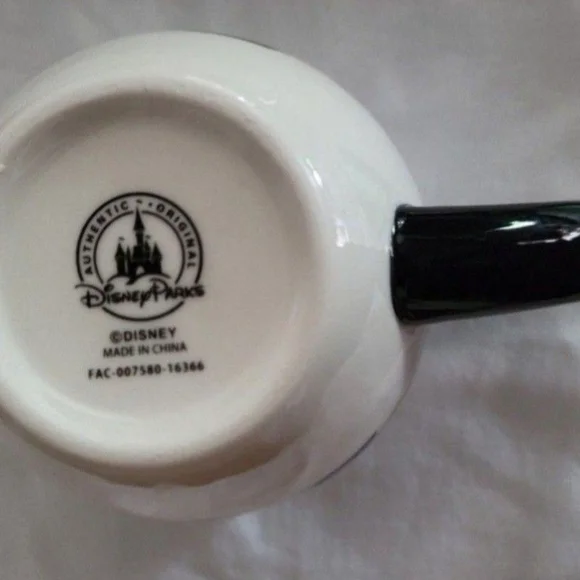 AUTHENTIC • ORIGINAL
Disney Parks
©DISNEY
MADE IN CHINA
FAC-007580-16366